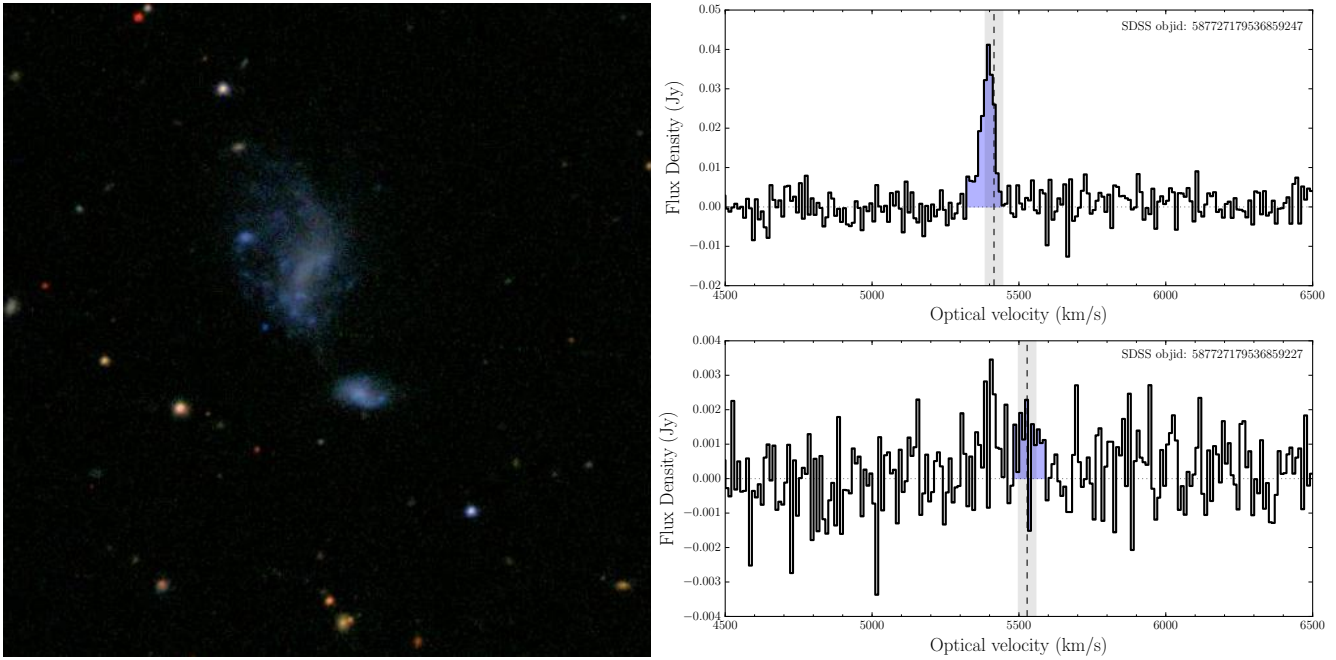 0.05
SDSS objid: 587727179536859247
0.04
0.03
0.02
0.01
0.00
−0.01
−0.02
Flux Density (Jy)
4500 5000 5500 6000 6500
Optical velocity (km/s)
0.004
SDSS objid: 587727179536859227
0.003
0.002
0.001
0.000
−0.001
−0.002
−0.003
−0.004
Flux Density (Jy)
4500 5000 5500 6000 6500
Optical velocity (km/s)